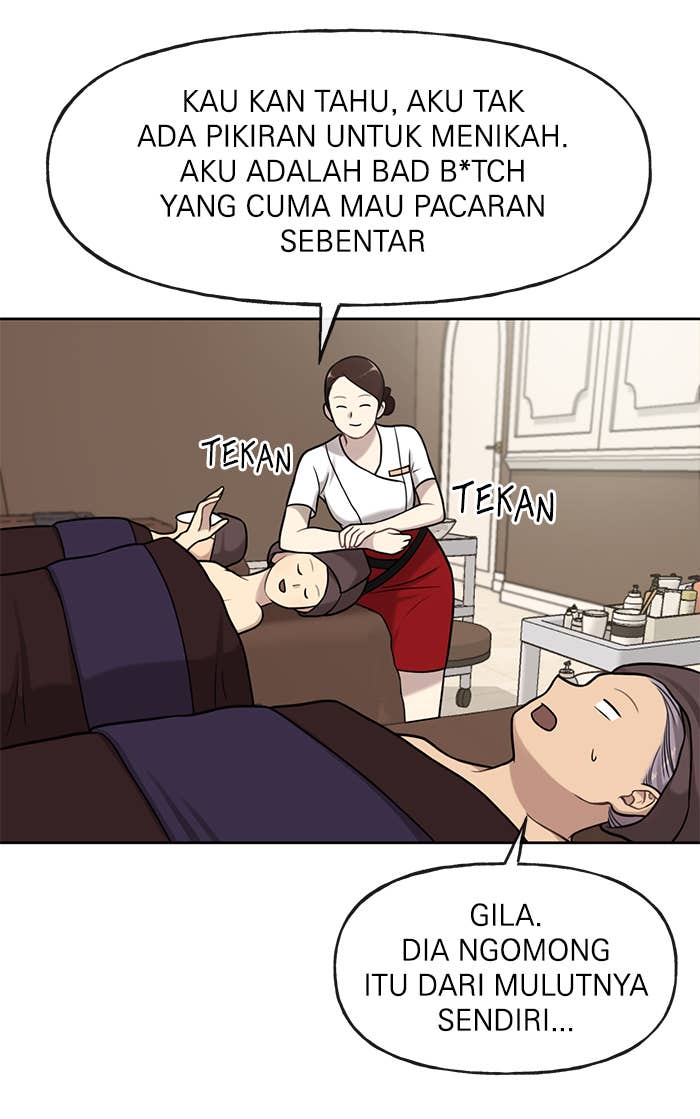 KAU KAN TAHU, AKU TAK
ADA PIKIRAN UNTUK MENIKAH.
AKU ADALAH BAD B*TCH
YANG CUMA MAU PACARAN
SEBENTAR
TEKAN
TEKAN
GILA.
DIA NGOMONG
ITU DARI MULUTNYA
SENDIRI...